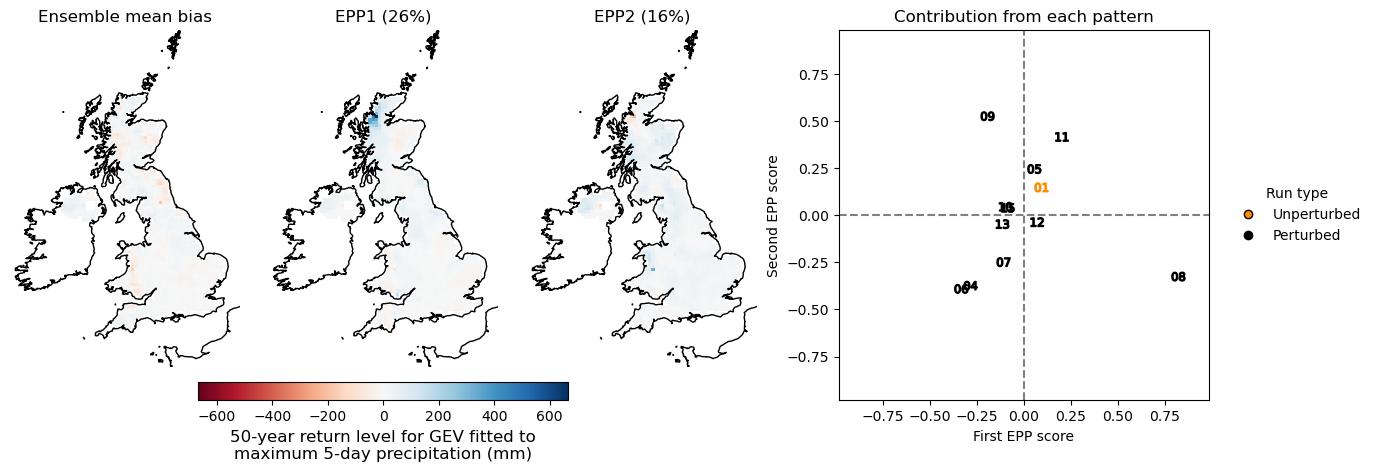 Ensemble mean bias
EPP1 (26%)
EPP2 (16%)
Contribution from each pattern
−600 −400 −200 0 200 400 600
50-year return level for GEV fitted to
maximum 5-day precipitation (mm)
Second EPP score
0.75
0.50
0.25
0.00
−0.25
−0.50
−0.75
09
11
05
01
10
12
13
07
08
04
−0.75 −0.50 −0.25 0.00 0.25 0.50 0.75
First EPP score
Run type
Unperturbed
Perturbed